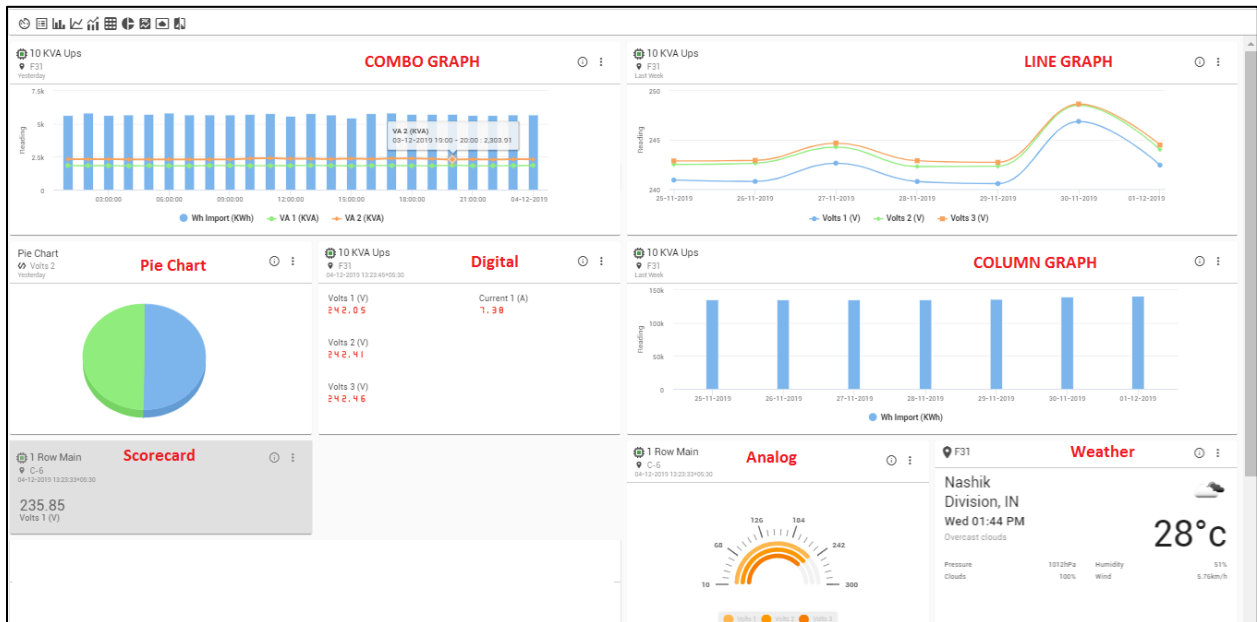 10 KVA Ups
F31
Yesterday
COMBO GRAPH
7.5k
5k
2.5k
0
Reading
VA 2 (KVA)
03-12-2019 19:00 - 20:00 : 2,303.91
03:00:00 06:00:00 09:00:00 12:00:00 15:00:00 18:00:00 21:00:00 04-12-2019
Wh Import (KWh) VA 1 (KVA) VA 2 (KVA)
10 KVA Ups
F31
Last Week
LINE GRAPH
250
245
240
Reading
25-11-2019 26-11-2019 27-11-2019 28-11-2019 29-11-2019 30-11-2019 01-12-2019
Volts 1 (V) Volts 2 (V) Volts 3 (V)
Pie Chart
Volts 2
Yesterday
Pie Chart
10 KVA Ups
F31
04-12-2019 13:23:45+05:30
Digital
Volts 1 (V) Current 1 (A)
242.05 7.38
Volts 2 (V)
242.41
Volts 3 (V)
242.46
10 KVA Ups
F31
Last Week
COLUMN GRAPH
150k
100k
50k
0
Reading
25-11-2019 26-11-2019 27-11-2019 28-11-2019 29-11-2019 30-11-2019 01-12-2019
Wh Import (KWh)
1 Row Main
C-6
04-12-2019 13:23:33+05:30
Scorecard
235.85
Volts 1 (V)
1 Row Main
C-6
04-12-2019 13:23:33+05:30
Analog
126 184
68 242
10 300
Volts 1 Volts 2 Volts 3
F31
Weather
Nashik
Division, IN
Wed 01:44 PM
Overcast clouds
28°c
Pressure 1012hPa Humidity 51%
Clouds 100% Wind 5.76km/h